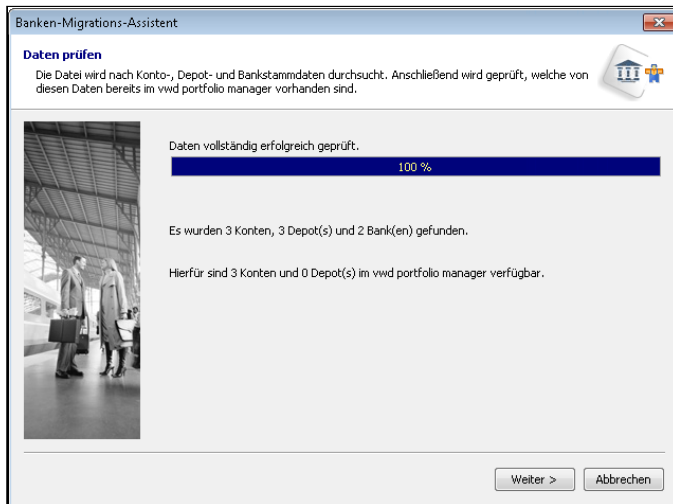 Banken-Migrations-Assistent
Daten prüfen
Die Datei wird nach Konto-, Depot- und Bankstammdaten durchsucht. Anschließend wird geprüft, welche von
diesen Daten bereits im vwd portfolio manager vorhanden sind.
Daten vollständig erfolgreich geprüft.
100 %
Es wurden 3 Konten, 3 Depot(s) und 2 Bank(en) gefunden.
Hierfür sind 3 Konten und 0 Depot(s) im vwd portfolio manager verfügbar.
Weiter >
Abbrechen